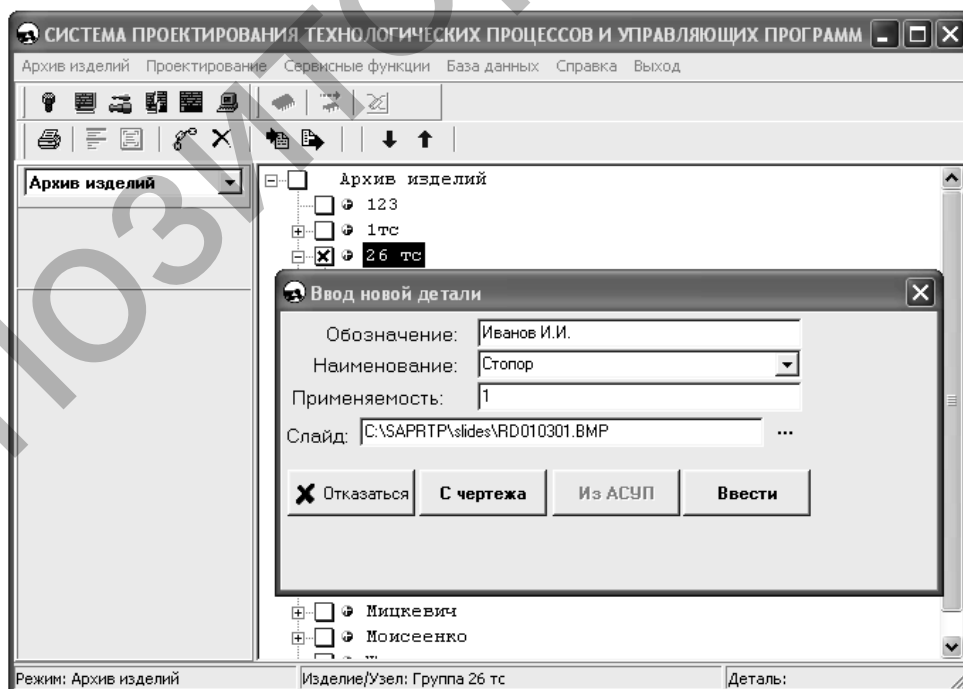 СИСТЕМА ПРОЕКТИРОВАНИЯ ТЕХНОЛОГИЧЕСКИХ ПРОЦЕССОВ И УПРАВЛЯЮЩИХ ПРОГРАММ
Архив изделий Проектирование Сервисные функции База данных Справка Выход
Архив изделий
Архив изделий
123
1тс
26 тс
Ввод новой детали
Обозначение: Иванов И.И.
Наименование: Стопор
Применяемость: 1
Слайд: C:\SAPRTP\slides\RD010301.BMP ...
Отказаться С чертежа Из АСУП Ввести
Мицкевич
Моисеенко
Режим: Архив изделий Изделие/Узел: Группа 26 тс Деталь: